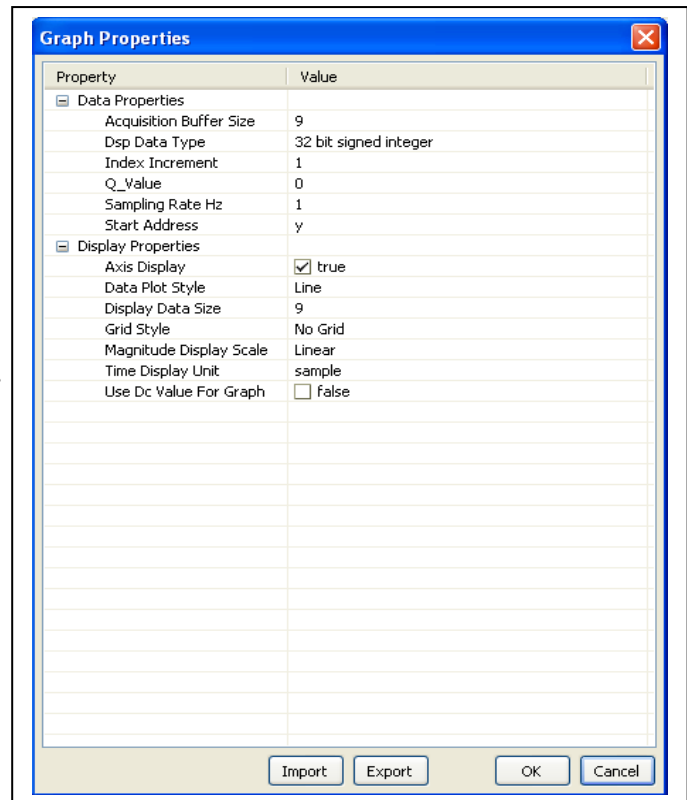 Graph Properties
Property Value
Data Properties
Acquisition Buffer Size 9
Dsp Data Type 32 bit signed integer
Index Increment 1
Q_Value 0
Sampling Rate Hz 1
Start Address y
Display Properties
Axis Display true
Data Plot Style Line
Display Data Size 9
Grid Style No Grid
Magnitude Display Scale Linear
Time Display Unit sample
Use Dc Value For Graph false
Import Export OK Cancel